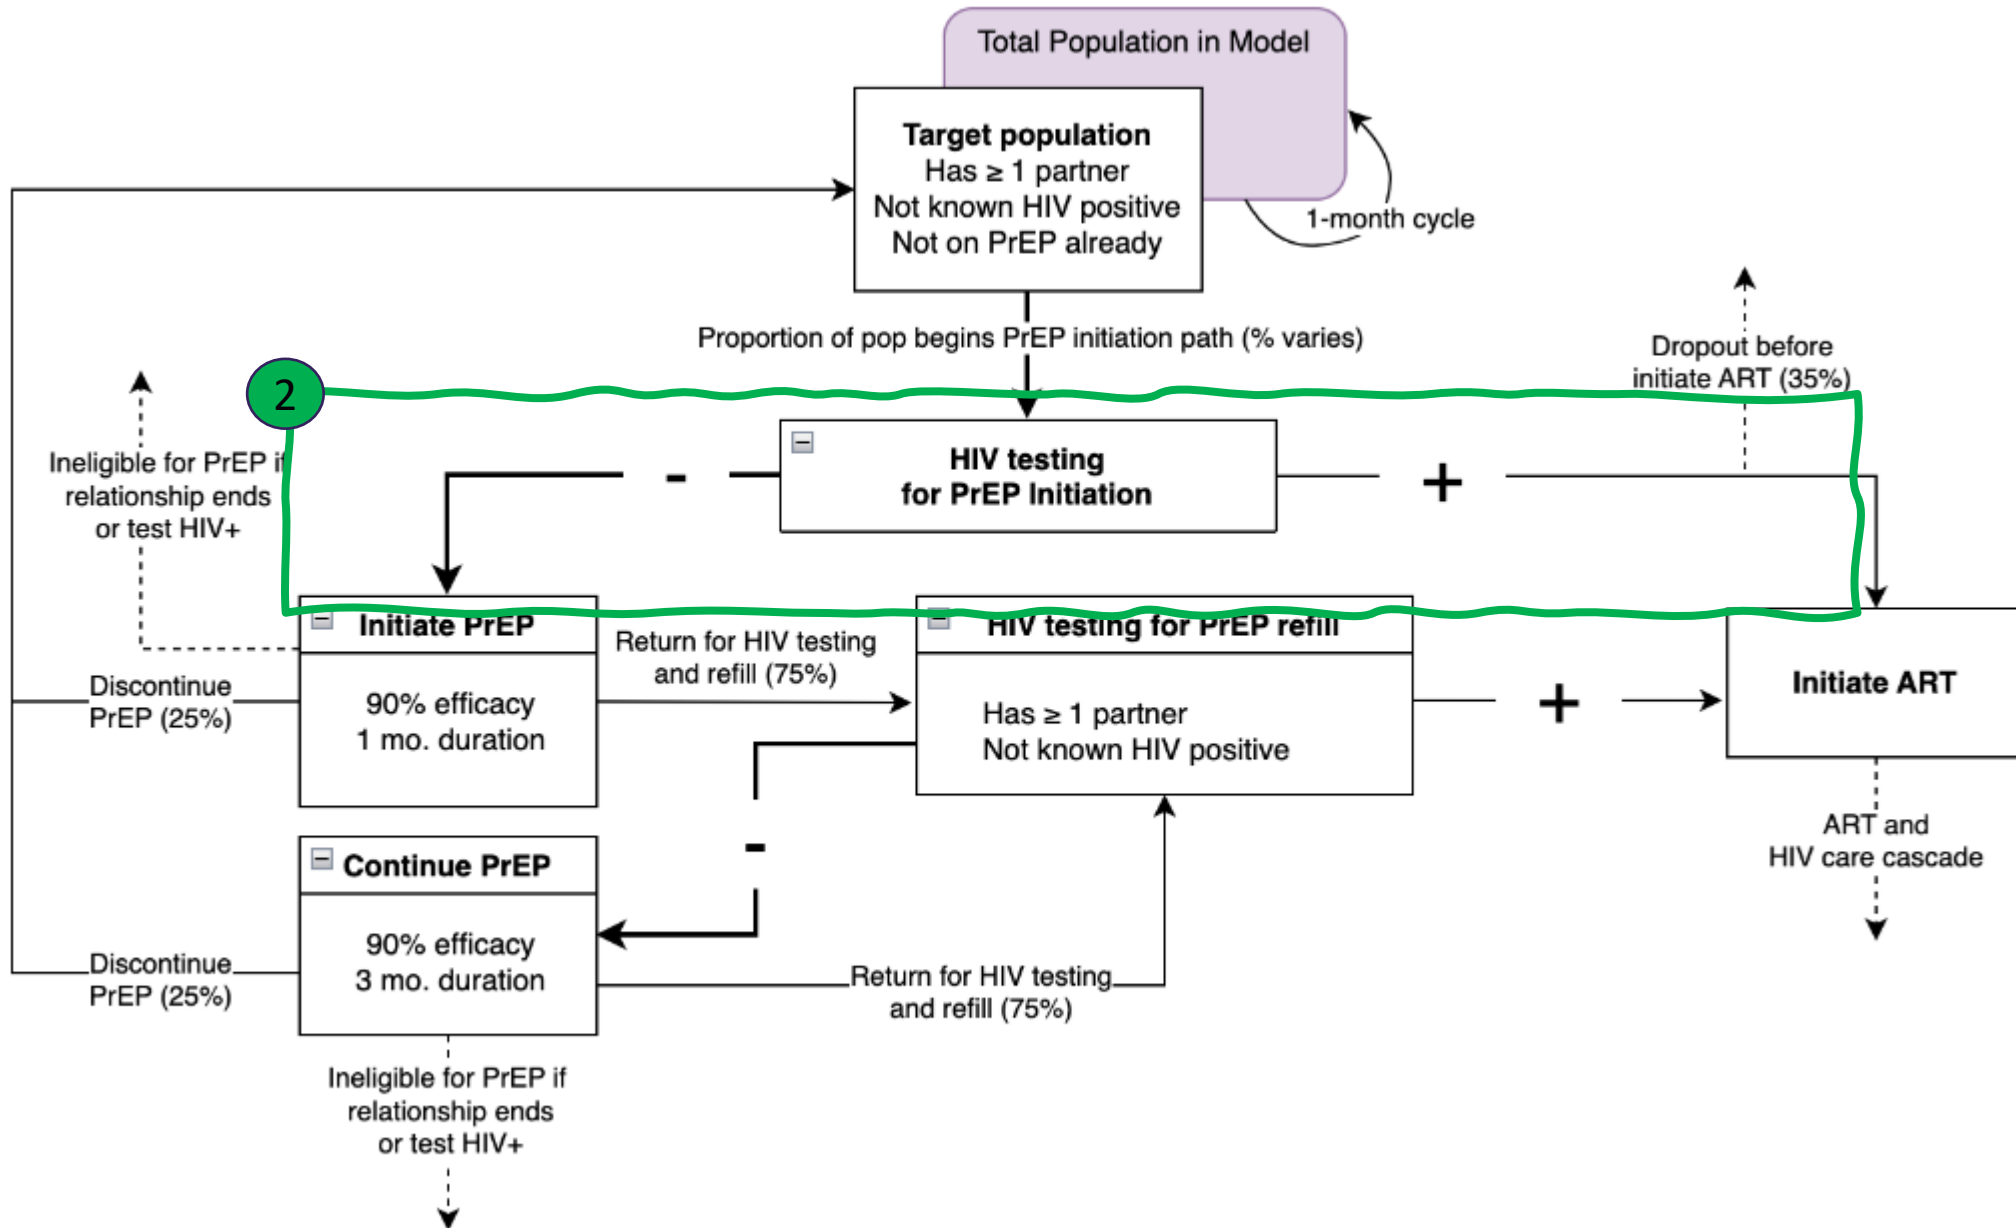 Total Population in Model
Target population
Has ≥ 1 partner
Not known HIV positive
Not on PrEP already
1-month cycle
Proportion of pop begins PrEP initiation path (% varies)
Dropout before
initiate ART (35%)
2
Ineligible for PrEP if
relationship ends
or test HIV+
HIV testing
for PrEP Initiation
-
+
Initiate PrEP
90% efficacy
1 mo. duration
Discontinue
PrEP (25%)
Return for HIV testing
and refill (75%)
HIV testing for PrEP refill
Has ≥ 1 partner
Not known HIV positive
+
Initiate ART
-
ART and
HIV care cascade
Continue PrEP
90% efficacy
3 mo. duration
Discontinue
PrEP (25%)
Return for HIV testing
and refill (75%)
Ineligible for PrEP if
relationship ends
or test HIV+